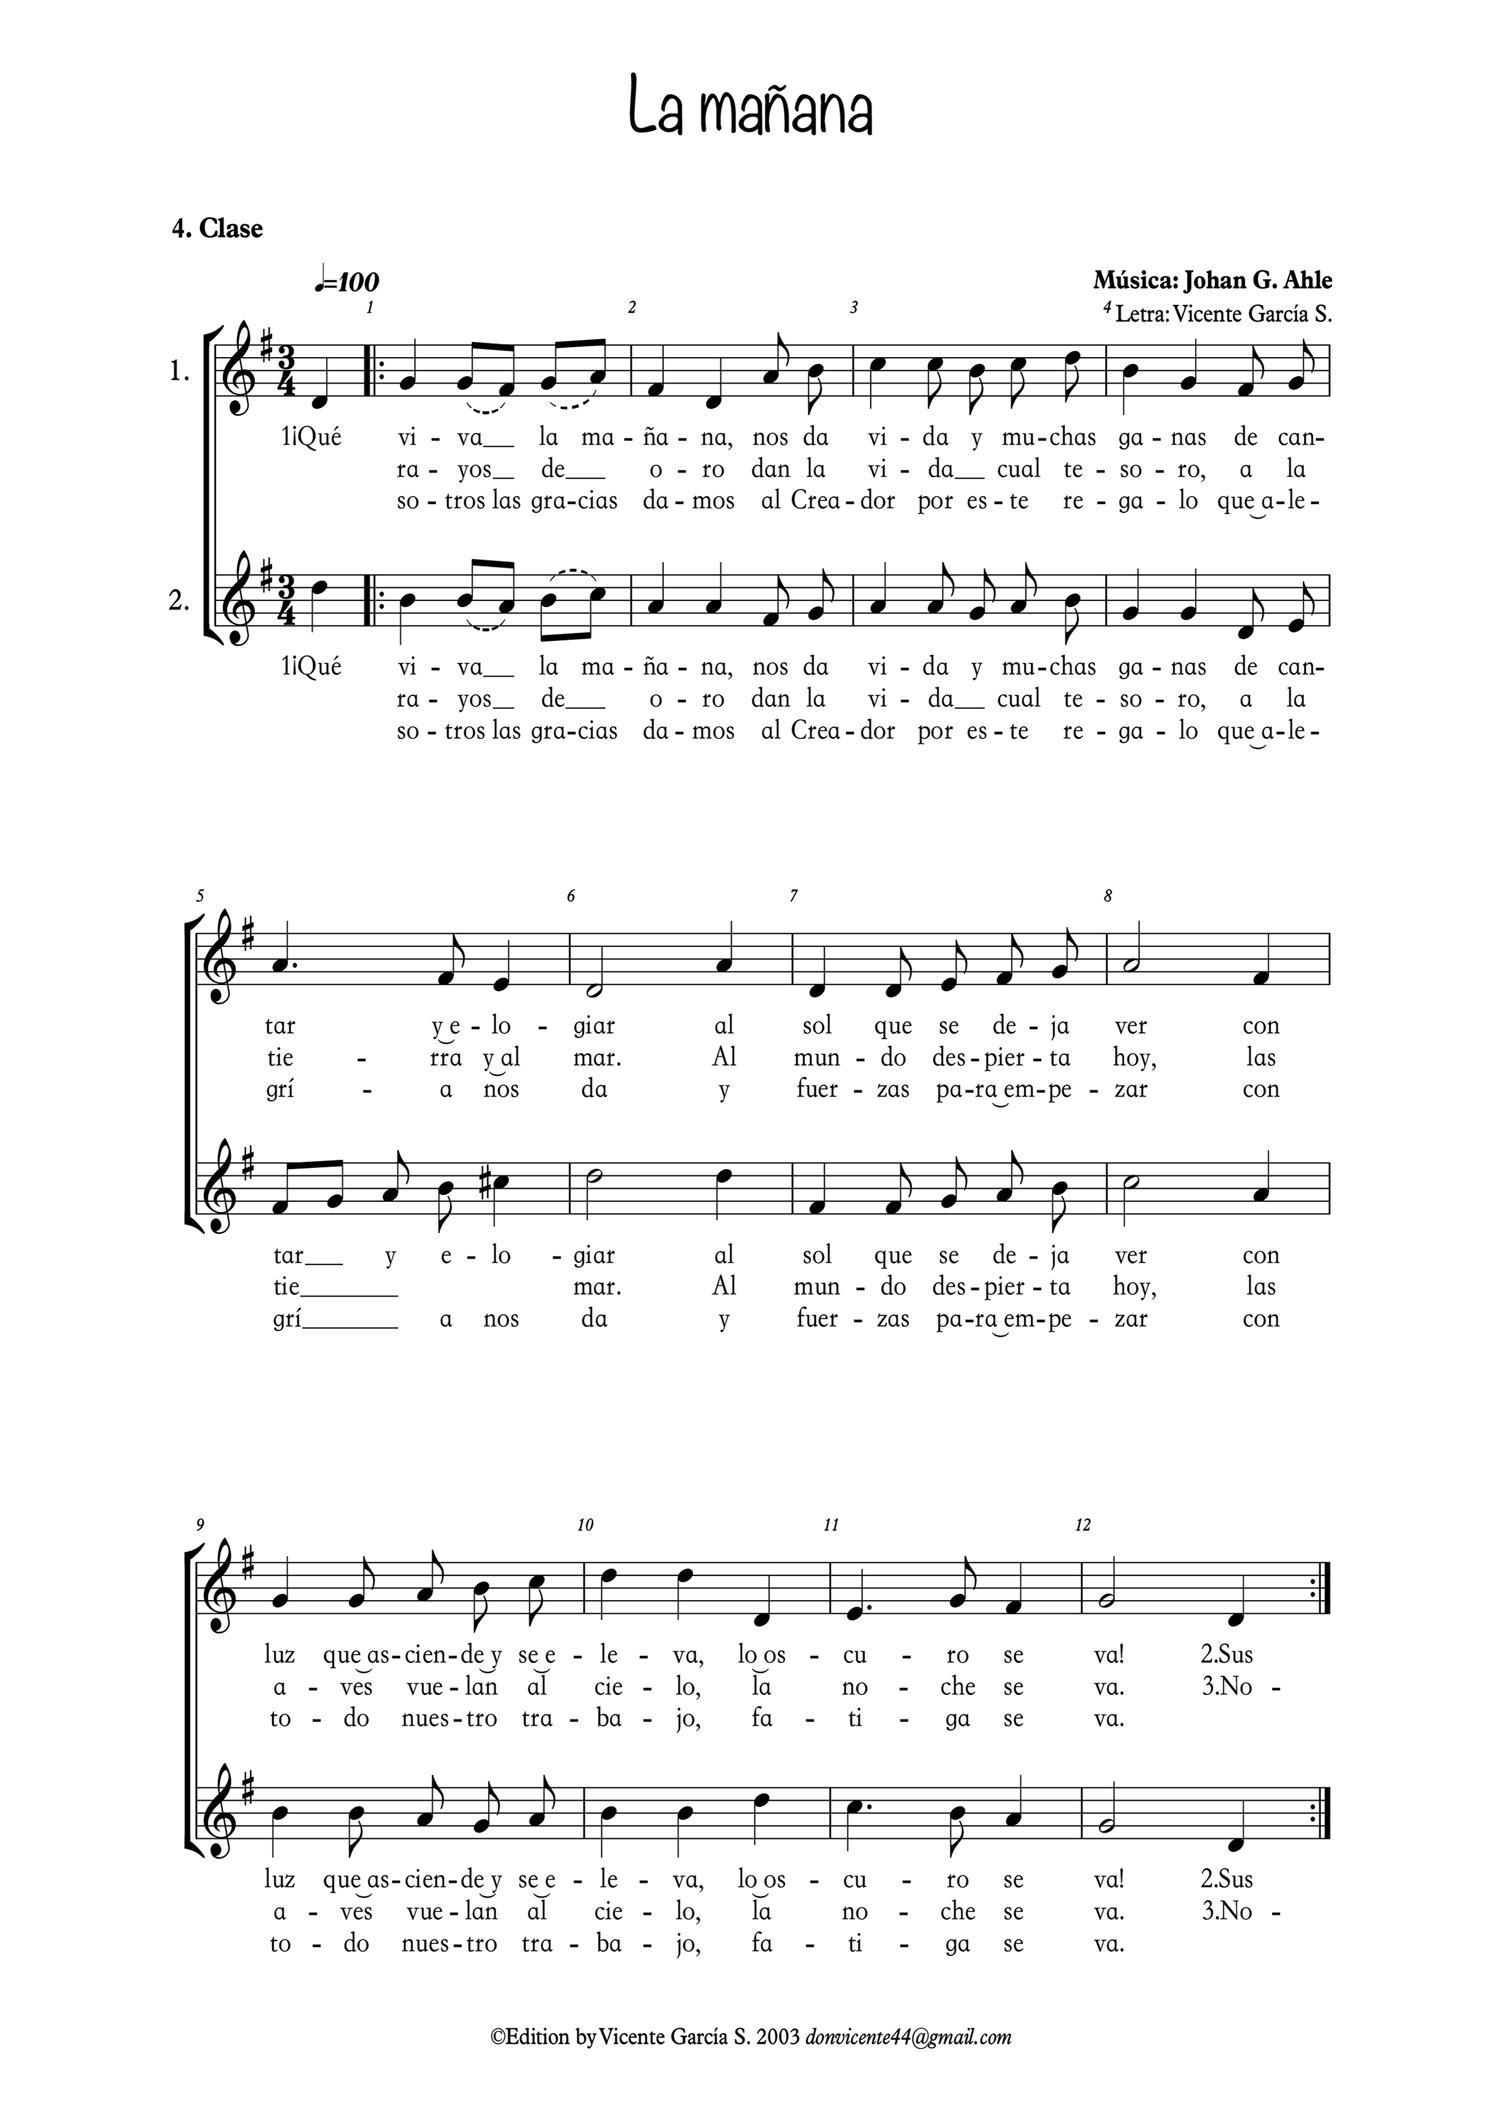 La mañana
4. Clase
♩=100
Música: Johan G. Ahle
1 2 3 4 Letra: Vicente García S.
1.
3 4
1¡Qué vi - va__ la ma - ña - na, nos da vi - da y mu - chas ga - nas de can-
ra - yos__ de___ o - ro dan la vi - da__ cual te - so - ro, a la
so - tros las gra - cias da - mos al Crea - dor por es - te re - ga - lo que‿a - le -
2.
3 4
1¡Qué vi - va__ la ma - ña - na, nos da vi - da y mu - chas ga - nas de can-
ra - yos__ de___ o - ro dan la vi - da__ cual te - so - ro, a la
so - tros las gra - cias da - mos al Crea - dor por es - te re - ga - lo que‿a - le -
5 6 7 8
tar y‿e - lo - giar al sol que se de - ja ver con
tie - rra y‿al mar. Al mun - do des - pier - ta hoy, las
grí - a nos da y fuer - zas pa - ra‿em - pe - zar con
tar___ y e - lo - giar al sol que se de - ja ver con
tie________ mar. Al mun - do des - pier - ta hoy, las
grí________ a nos da y fuer - zas pa - ra‿em - pe - zar con
9 10 11 12
luz que‿as - cien - de‿y se‿e - le - va, lo‿os - cu - ro se va! 2.Sus
a - ves vue - lan al cie - lo, la no - che se va. 3.No -
to - do nues - tro tra - ba - jo, fa - ti - ga se va.
luz que‿as - cien - de‿y se‿e - le - va, lo‿os - cu - ro se va! 2.Sus
a - ves vue - lan al cie - lo, la no - che se va. 3.No -
to - do nues - tro tra - ba - jo, fa - ti - ga se va.
©Edition by Vicente García S. 2003 donvicente44@gmail.com